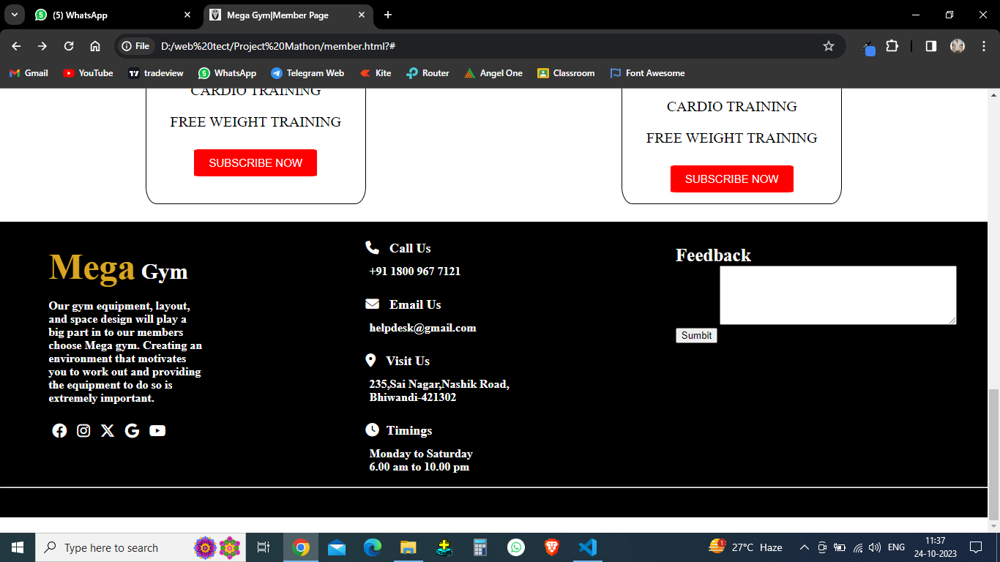 (5) WhatsApp
Mega Gym|Member Page
File
D:/web%20tect/Project%20Mathon/member.html?#
Gmail
YouTube
tradeview
WhatsApp
Telegram Web
Kite
Router
Angel One
Classroom
Font Awesome
CARDIO TRAINING
FREE WEIGHT TRAINING
SUBSCRIBE NOW
CARDIO TRAINING
FREE WEIGHT TRAINING
SUBSCRIBE NOW
Mega Gym
Our gym equipment, layout,
and space design will play a
big part in to our members
choose Mega gym. Creating an
environment that motivates
you to work out and providing
the equipment to do so is
extremely important.
Call Us
+91 1800 967 7121
Email Us
helpdesk@gmail.com
Visit Us
235,Sai Nagar,Nashik Road,
Bhiwandi-421302
Timings
Monday to Saturday
6.00 am to 10.00 pm
Feedback
Sumbit
Type here to search
27°C Haze
ENG
11:37
24-10-2023